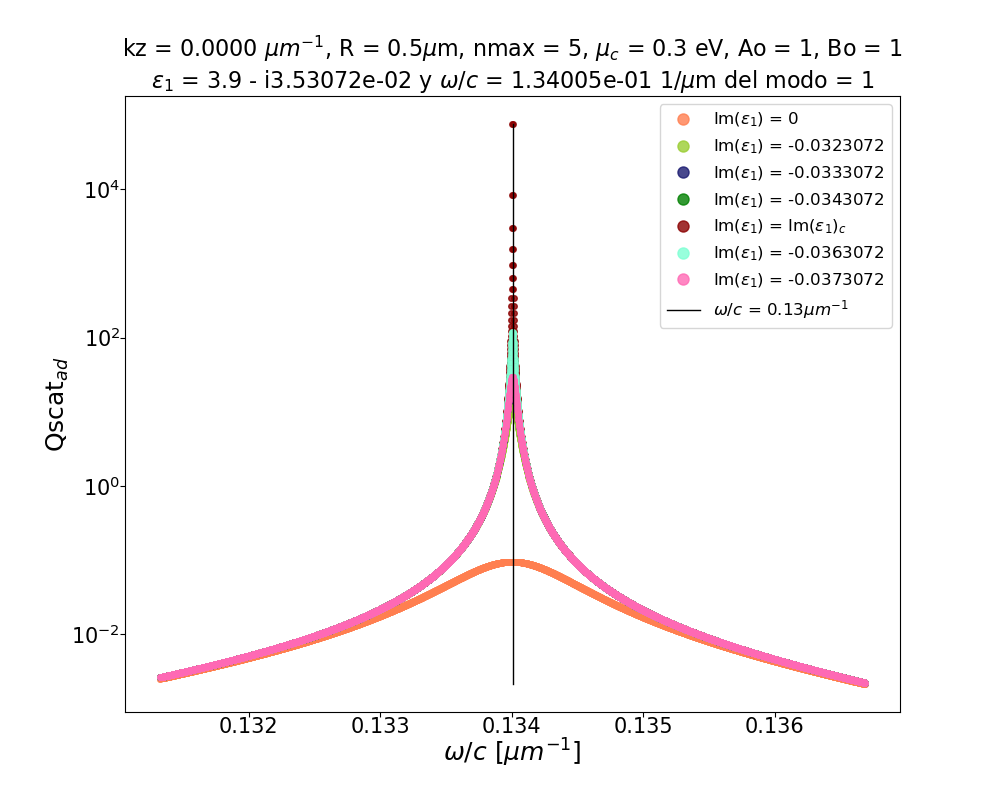 kz = 0.0000 μm⁻¹, R = 0.5μm, nmax = 5, μ_c = 0.3 eV, Ao = 1, Bo = 1
ε₁ = 3.9 - i3.53072e-02 y ω/c = 1.34005e-01 1/μm del modo = 1
Im(ε₁) = 0
Im(ε₁) = -0.0323072
Im(ε₁) = -0.0333072
Im(ε₁) = -0.0343072
Im(ε₁) = Im(ε₁)_c
Im(ε₁) = -0.0363072
Im(ε₁) = -0.0373072
ω/c = 0.13μm⁻¹
10⁴
10²
10⁰
10⁻²
Qscat_ad
0.132 0.133 0.134 0.135 0.136
ω/c [μm⁻¹]